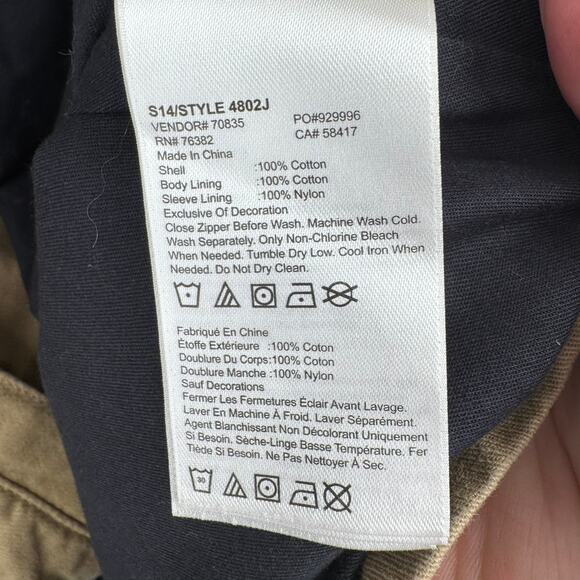 S14/STYLE 4802J
VENDOR# 70835 PO#929996
RN# 76382 CA# 58417
Made In China
Shell :100% Cotton
Body Lining :100% Cotton
Sleeve Lining :100% Nylon
Exclusive Of Decoration
Close Zipper Before Wash. Machine Wash Cold.
Wash Separately. Only Non-Chlorine Bleach
When Needed. Tumble Dry Low. Cool Iron When
Needed. Do Not Dry Clean.
Fabriqué En Chine
Étoffe Extérieure :100% Coton
Doublure Du Corps:100% Coton
Doublure Manche :100% Nylon
Sauf Decorations
Fermer Les Fermetures Éclair Avant Lavage.
Laver En Machine À Froid. Laver Séparément.
Agent Blanchissant Non Décolorant Uniquement
Si Besoin. Sèche-Linge Basse Température. Fer
Tiède Si Besoin. Ne Pas Nettoyer À Sec.
30